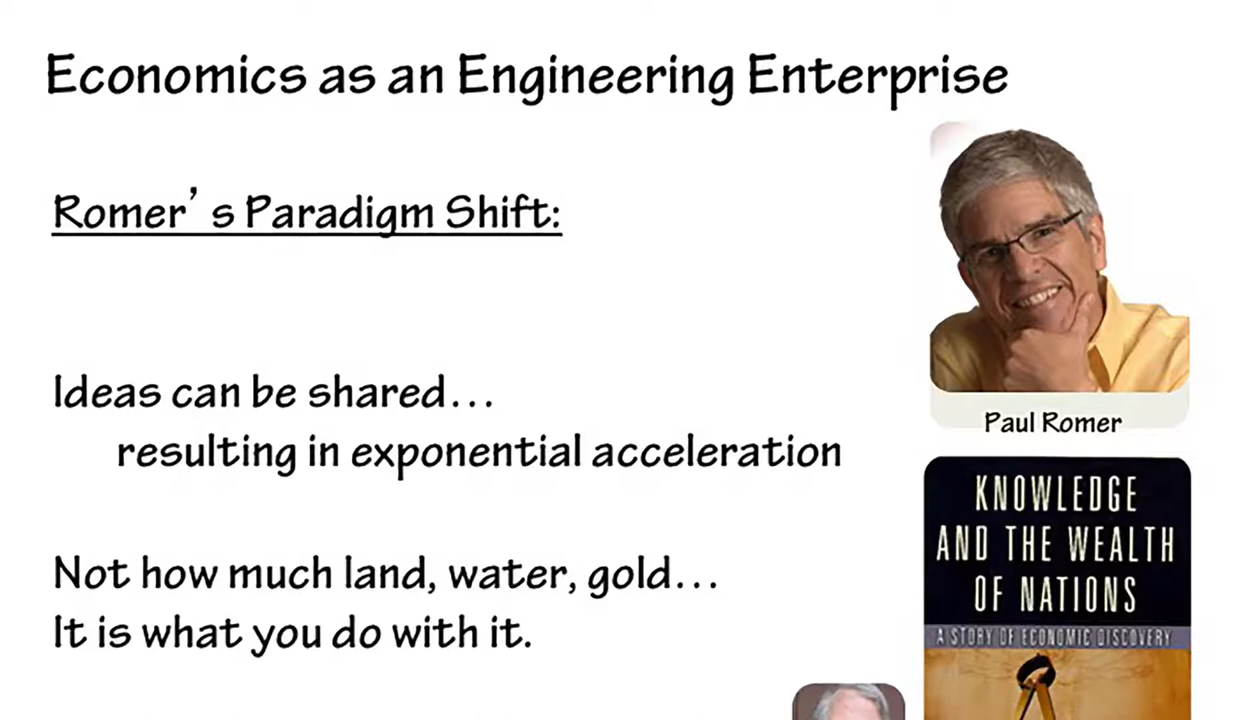 Economics as an Engineering Enterprise
Romer’s Paradigm Shift:
Ideas can be shared...
resulting in exponential acceleration
Not how much land, water, gold...
It is what you do with it.
Paul Romer
KNOWLEDGE
AND THE WEALTH
OF NATIONS
A STORY OF ECONOMIC DISCOVERY